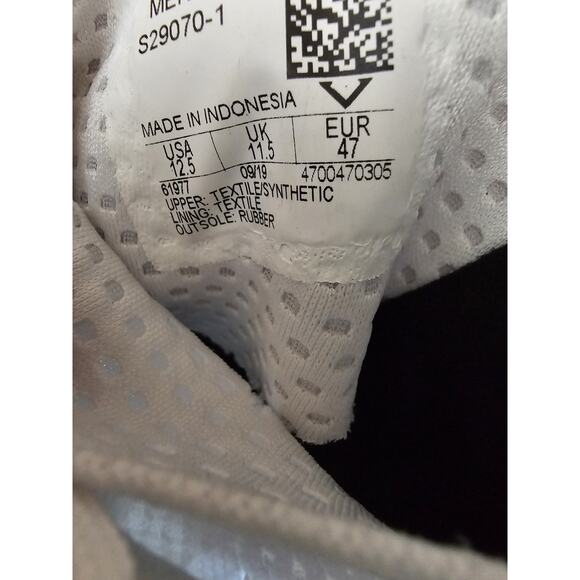 S29070-1
MADE IN INDONESIA
USA UK EUR
12.5 11.5 47
61977 09/19 4700470305
UPPER: TEXTILE/SYNTHETIC
LINING: TEXTILE
OUTSOLE: RUBBER